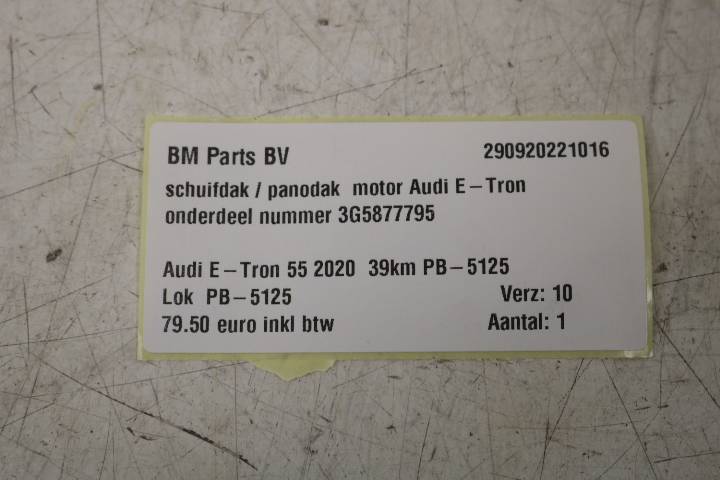 BM Parts BV 290920221016
schuifdak / panodak motor Audi E-Tron
onderdeel nummer 3G5877795
Audi E-Tron 55 2020 39km PB-5125
Lok PB-5125 Verz: 10
79.50 euro inkl btw Aantal: 1